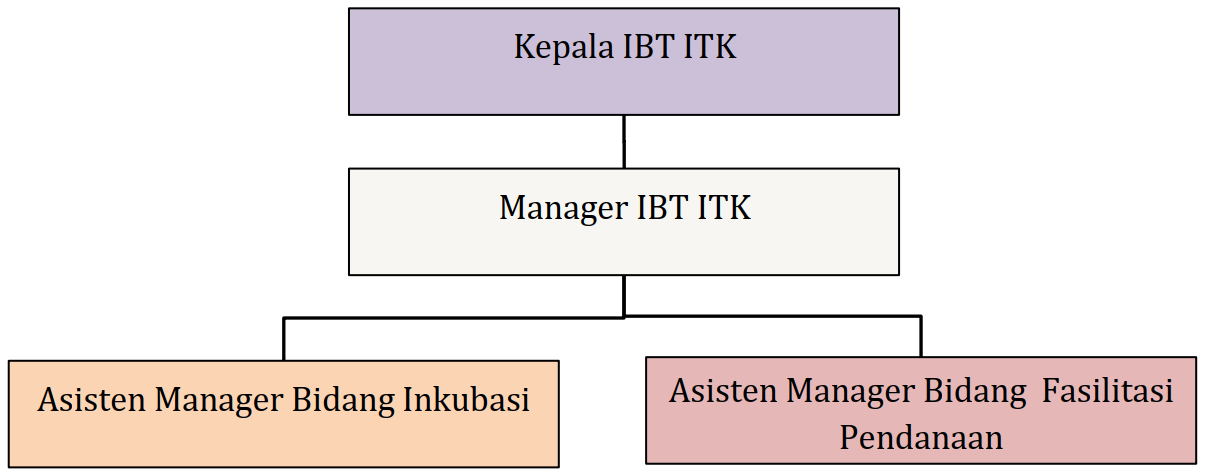 Kepala IBT ITK
Manager IBT ITK
Asisten Manager Bidang Inkubasi
Asisten Manager Bidang Fasilitasi
Pendanaan